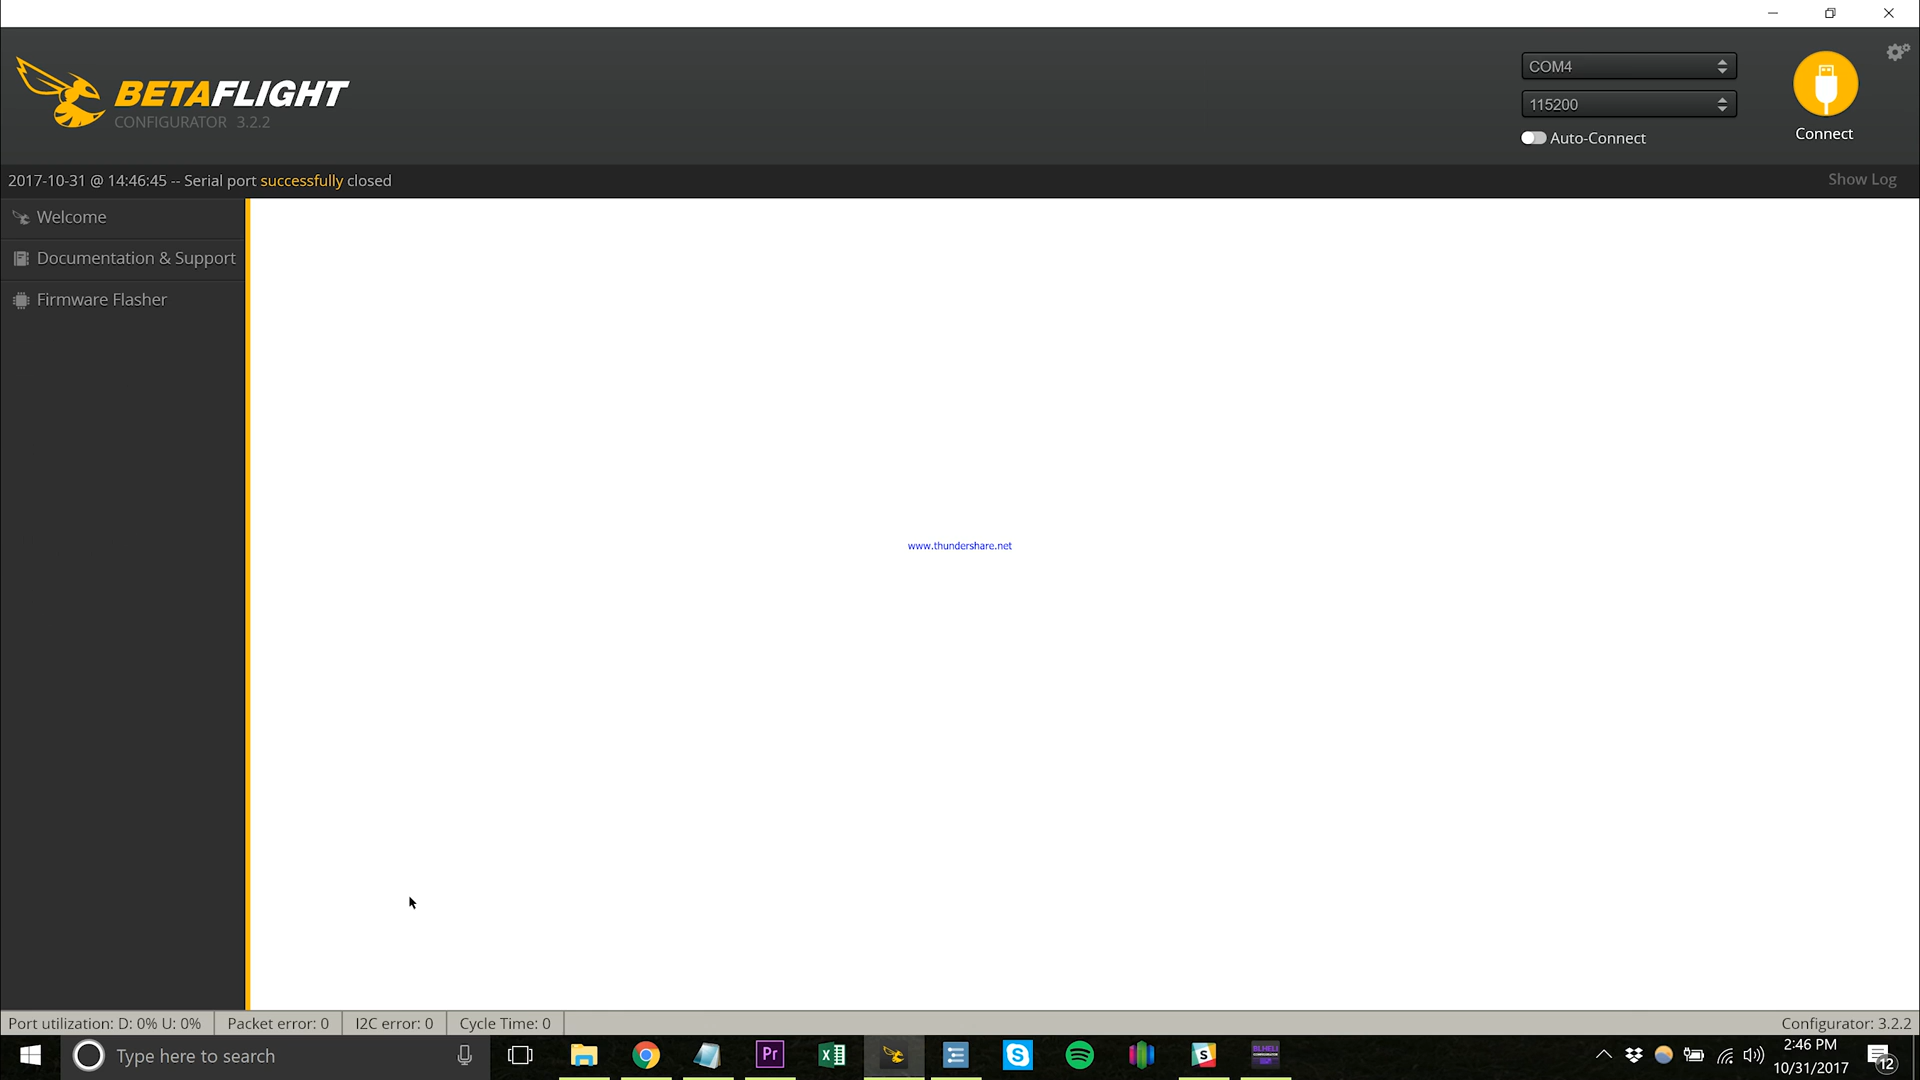 BETAFLIGHT
CONFIGURATOR 3.2.2
COM4
115200
Auto-Connect
Connect
2017-10-31 @ 14:46:45 -- Serial port successfully closed
Show Log
Welcome
Documentation & Support
Firmware Flasher
www.thundershare.net
Port utilization: D: 0% U: 0%
Packet error: 0
I2C error: 0
Cycle Time: 0
Configurator: 3.2.2
Type here to search
Pr
S
BLHELI
2:46 PM
10/31/2017
12